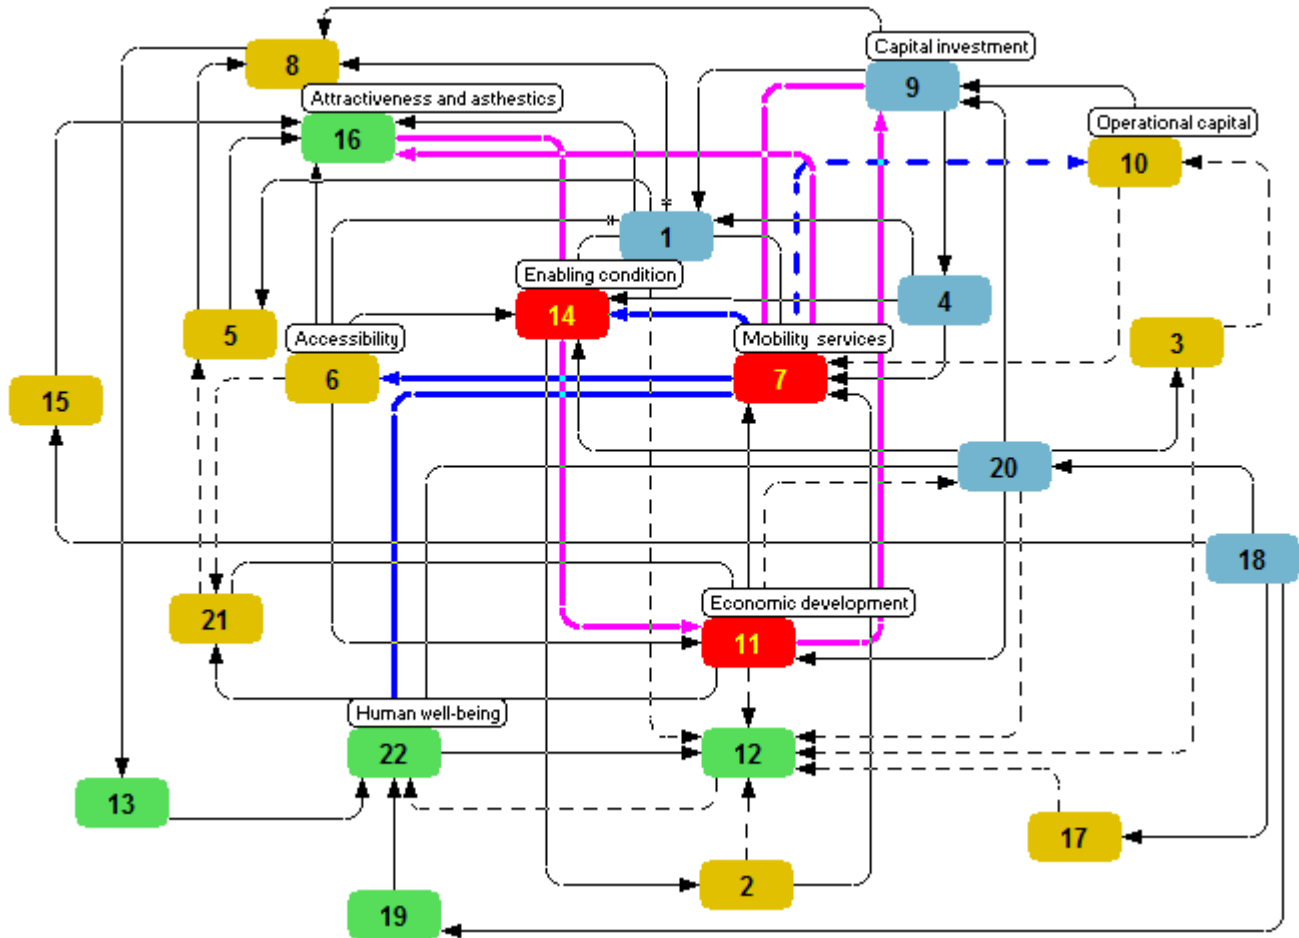 Capital investment
8
9
Attractiveness and asthestics
Operational capital
16
10
1
Enabling condition
4
14
5
Accessibility
Mobility services
3
6
7
15
20
18
Economic development
21
11
Human well-being
22
12
13
17
2
19